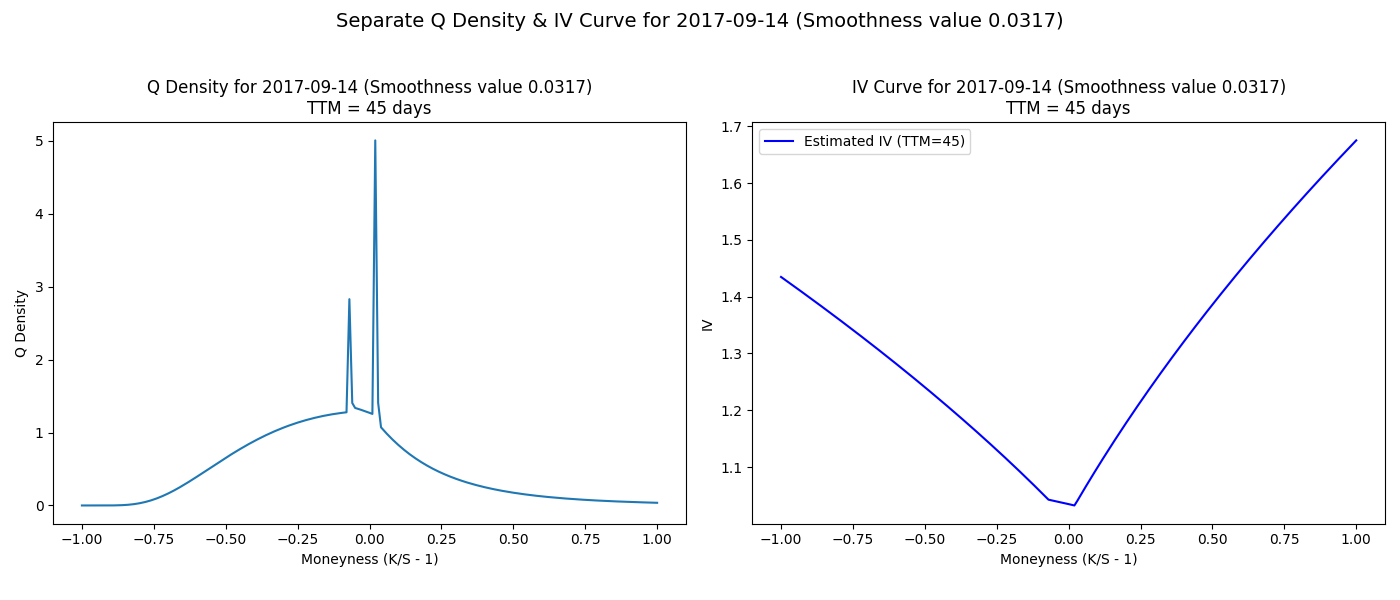 Separate Q Density & IV Curve for 2017-09-14 (Smoothness value 0.0317)
Q Density for 2017-09-14 (Smoothness value 0.0317)
TTM = 45 days
5
4
3
2
1
0
Q Density
−1.00 −0.75 −0.50 −0.25 0.00 0.25 0.50 0.75 1.00
Moneyness (K/S - 1)
IV Curve for 2017-09-14 (Smoothness value 0.0317)
TTM = 45 days
Estimated IV (TTM=45)
1.7
1.6
1.5
1.4
1.3
1.2
1.1
IV
−1.00 −0.75 −0.50 −0.25 0.00 0.25 0.50 0.75 1.00
Moneyness (K/S - 1)